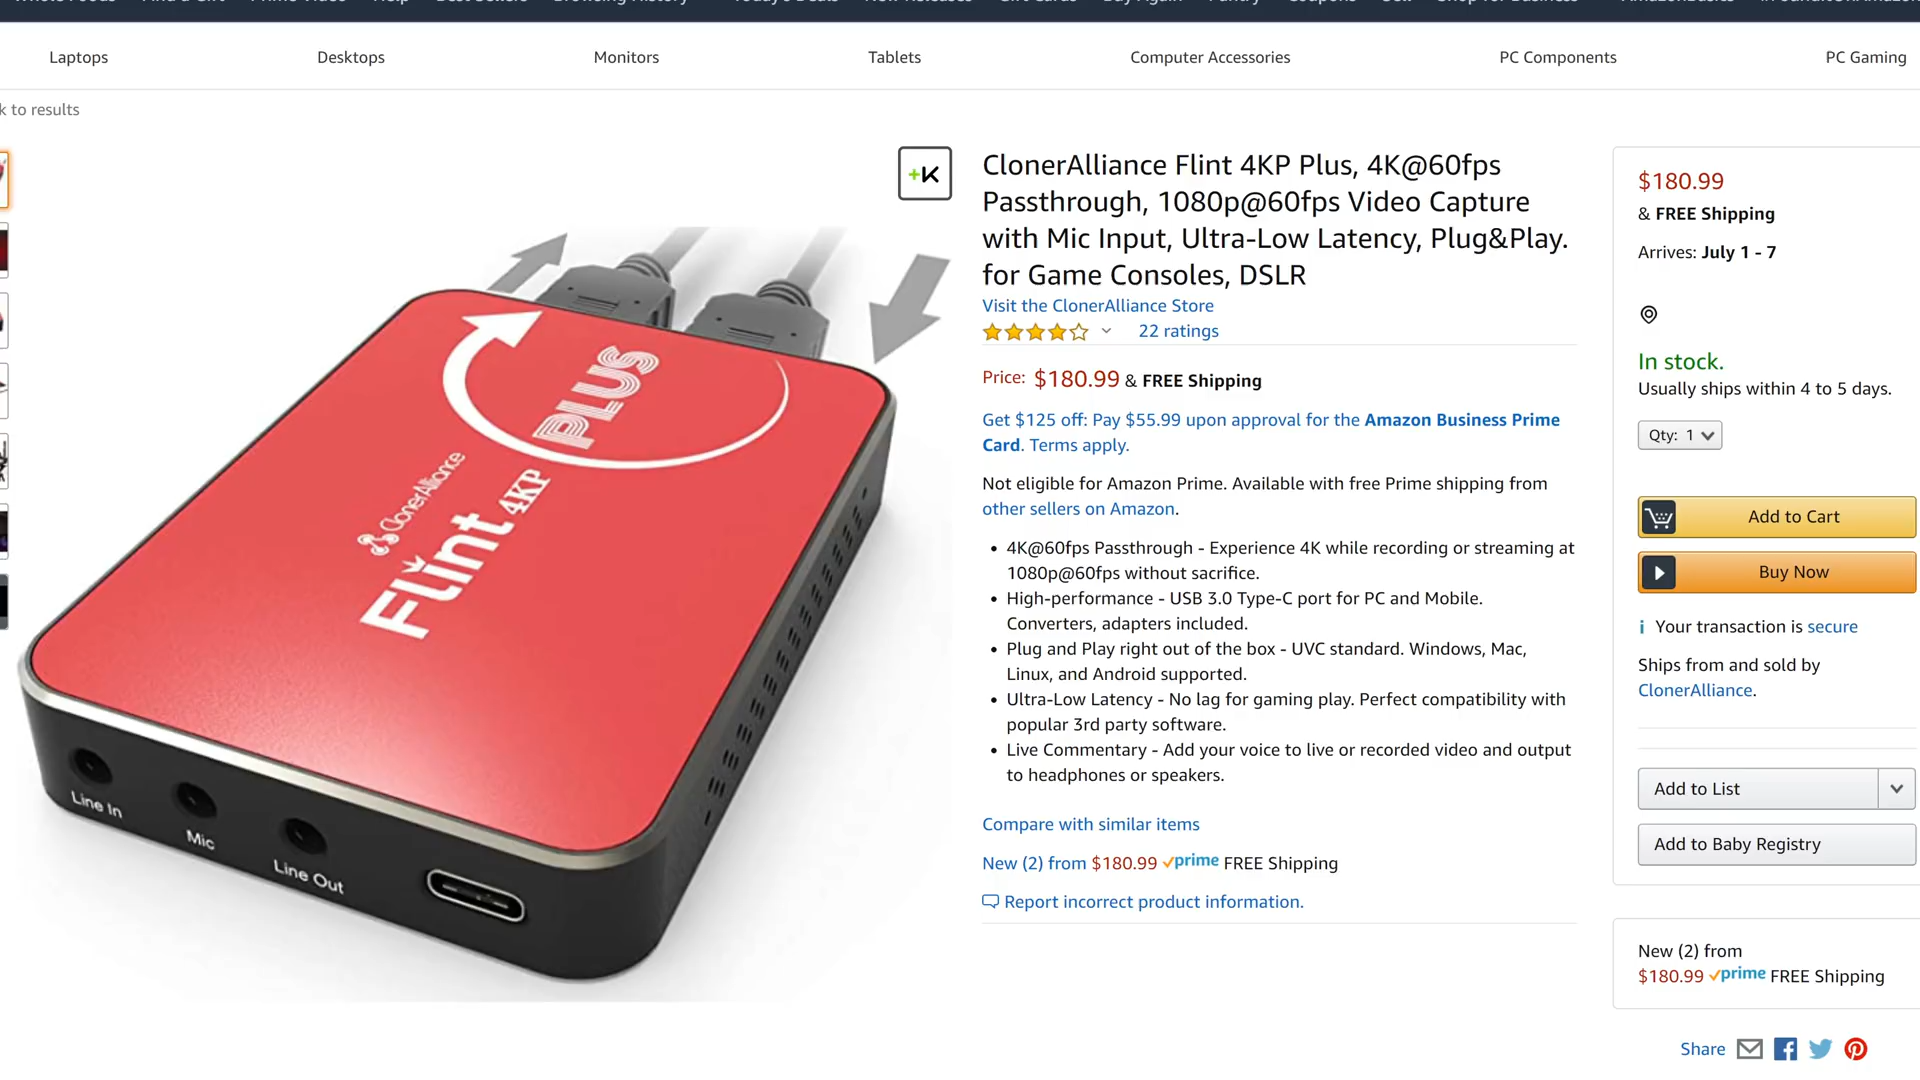 Laptops
Desktops
Monitors
Tablets
Computer Accessories
PC Components
PC Gaming
to results
+K
PLUS
ClonerAlliance
Flint 4KP
Line In
Mic
Line Out
ClonerAlliance Flint 4KP Plus, 4K@60fps
Passthrough, 1080p@60fps Video Capture
with Mic Input, Ultra-Low Latency, Plug&Play.
for Game Consoles, DSLR
Visit the ClonerAlliance Store
22 ratings
Price: $180.99 & FREE Shipping
Get $125 off: Pay $55.99 upon approval for the Amazon Business Prime
Card. Terms apply.
Not eligible for Amazon Prime. Available with free Prime shipping from
other sellers on Amazon.
• 4K@60fps Passthrough - Experience 4K while recording or streaming at
1080p@60fps without sacrifice.
• High-performance - USB 3.0 Type-C port for PC and Mobile.
Converters, adapters included.
• Plug and Play right out of the box - UVC standard. Windows, Mac,
Linux, and Android supported.
• Ultra-Low Latency - No lag for gaming play. Perfect compatibility with
popular 3rd party software.
• Live Commentary - Add your voice to live or recorded video and output
to headphones or speakers.
Compare with similar items
New (2) from $180.99 prime FREE Shipping
Report incorrect product information.
$180.99
& FREE Shipping
Arrives: July 1 - 7
In stock.
Usually ships within 4 to 5 days.
Qty: 1
Add to Cart
Buy Now
Your transaction is secure
Ships from and sold by
ClonerAlliance.
Add to List
Add to Baby Registry
New (2) from
$180.99 prime FREE Shipping
Share